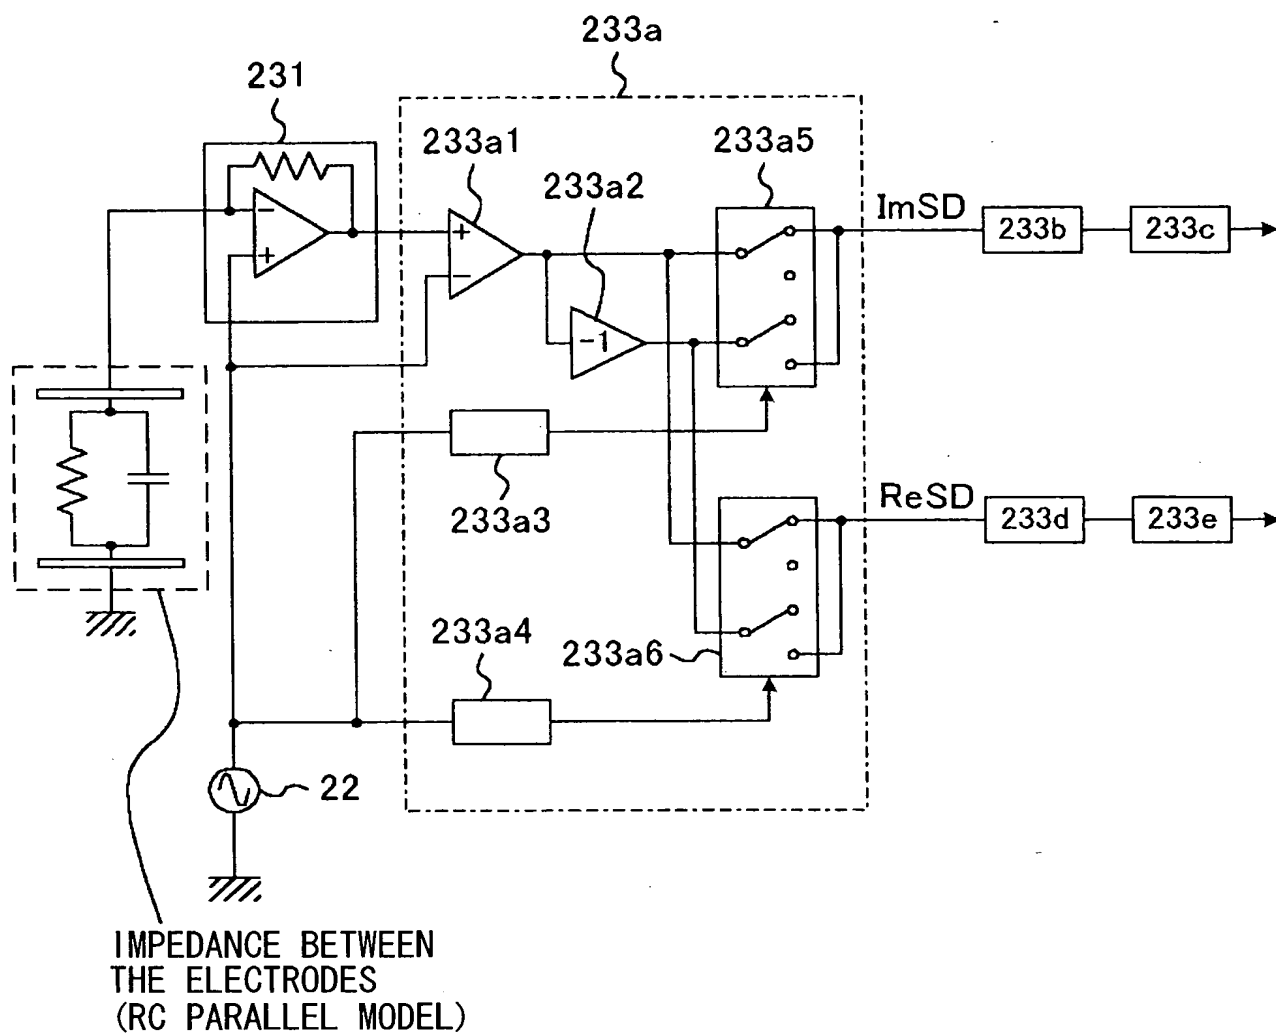 233a
231
233a1
233a2
233a5
ImSD
233b
233c
+
−
−
+
−1
233a3
ReSD
233d
233e
233a4
233a6
22
IMPEDANCE BETWEEN
THE ELECTRODES
(RC PARALLEL MODEL)